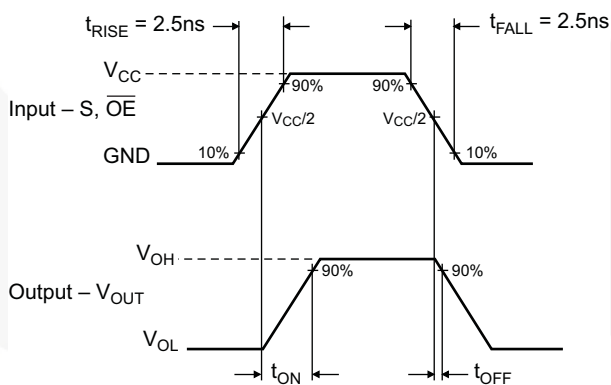 tRISE = 2.5ns
tFALL = 2.5ns
VCC
90%
90%
Input – S, O̅E̅
VCC/2
VCC/2
GND
10%
10%
VOH
90%
90%
Output – VOUT
VOL
tON
tOFF